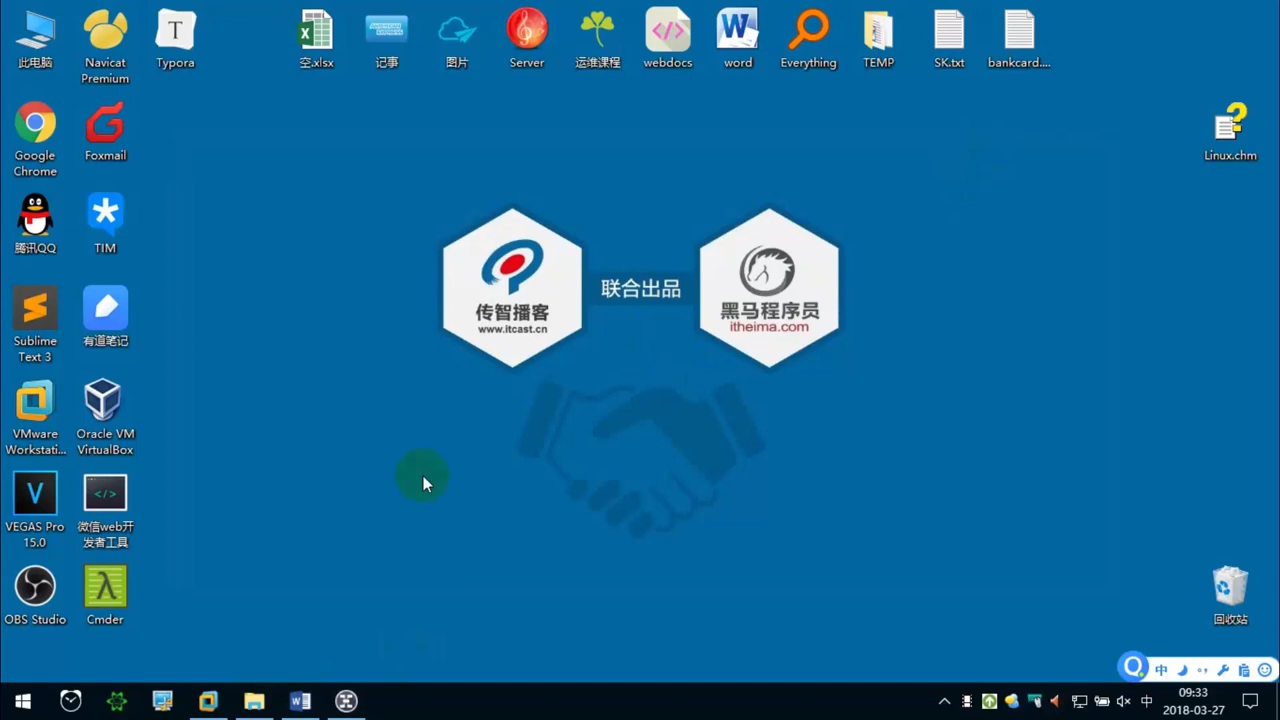 此电脑
Navicat
Premium
Typora
空.xlsx
记事
图片
Server
运维课程
webdocs
word
Everything
TEMP
SK.txt
bankcard....
Google
Chrome
Foxmail
Linux.chm
腾讯QQ
TIM
传智播客
www.itcast.cn
联合出品
黑马程序员
itheima.com
Sublime
Text 3
有道笔记
VMware
Workstati...
Oracle VM
VirtualBox
VEGAS Pro
15.0
微信web开
发者工具
OBS Studio
Cmder
回收站
中
中
09:33
2018-03-27